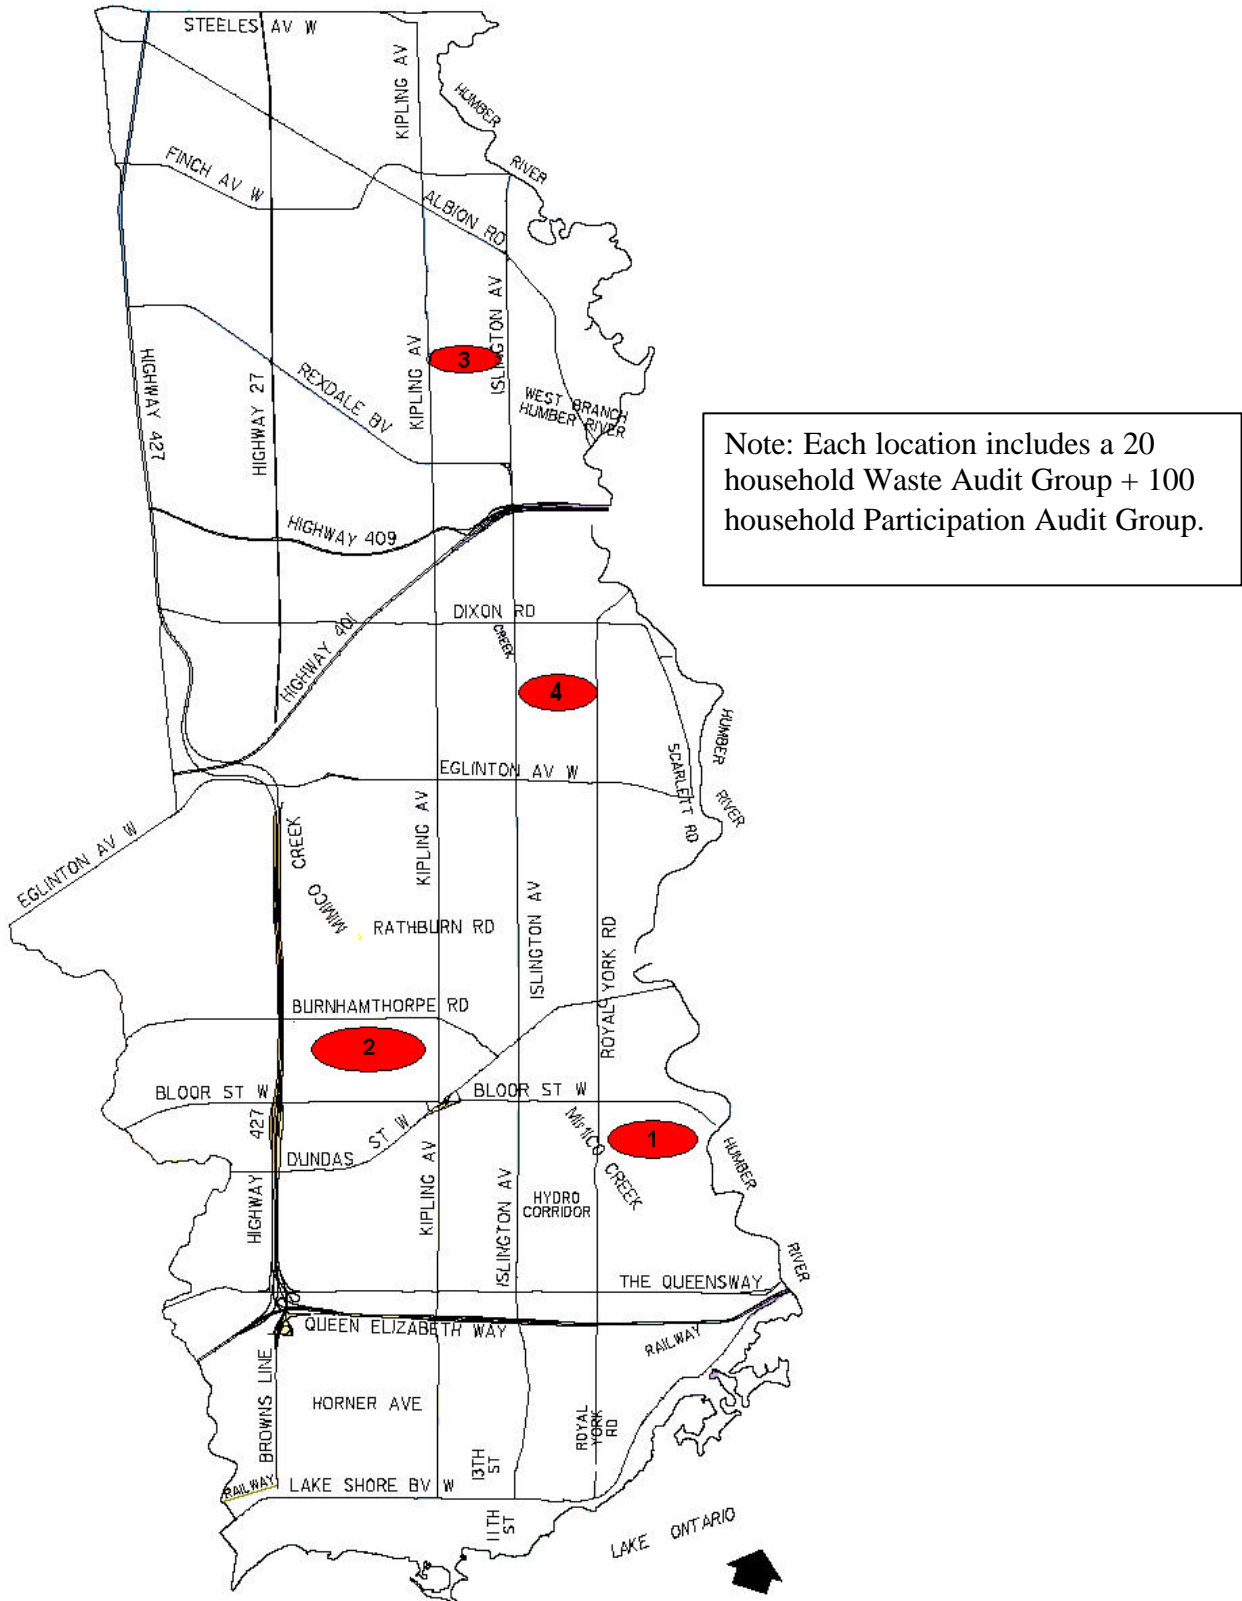 STEELES AV W
KIPLING AV
HUMBER
RIVER
FINCH AV W
ALBION RD
ISLINGTON AV
KIPLING AV
3
HIGHWAY 427
HIGHWAY 27
REXDALE BV
WEST BRANCH
HUMBER RIVER
Note: Each location includes a 20
household Waste Audit Group + 100
household Participation Audit Group.
HIGHWAY 409
DIXON RD
CREEK
HIGHWAY 401
4
HUMBER
RIVER
SCARLETT RD
EGLINTON AV W
EGLINTON AV W
KIPLING AV
CREEK
MIMICO
RATHBURN RD
ISLINGTON AV
ROYAL YORK RD
BURNHAMTHORPE RD
2
BLOOR ST W
BLOOR ST W
MIMICO CREEK
1
HUMBER
RIVER
427
HIGHWAY
DUNDAS ST W
KIPLING AV
ISLINGTON AV
HYDRO
CORRIDOR
THE QUEENSWAY
QUEEN ELIZABETH WAY
RAILWAY
BROWNS LINE
HORNER AVE
ROYAL
YORK
RD
13TH
ST
RAILWAY
LAKE SHORE BV W
11TH
ST
LAKE ONTARIO